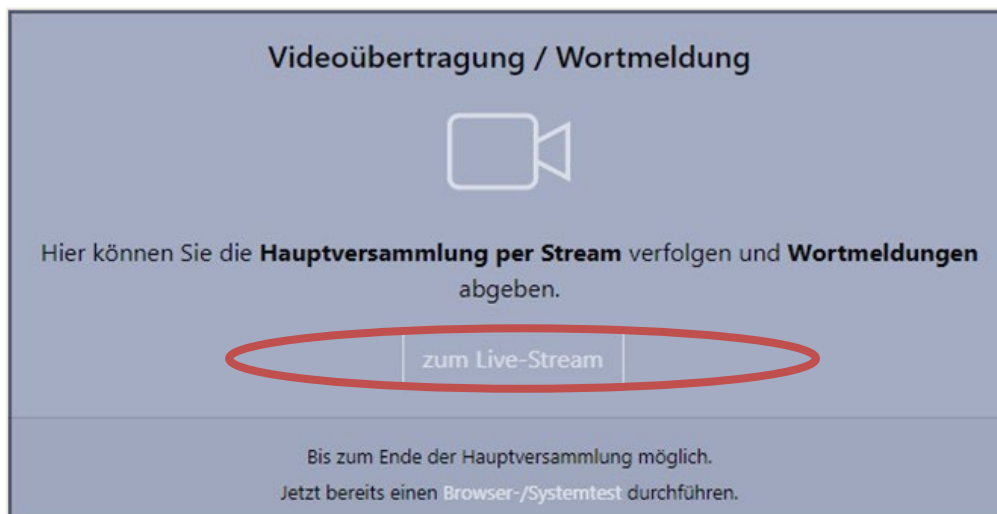 Videoübertragung / Wortmeldung
Hier können Sie die Hauptversammlung per Stream verfolgen und Wortmeldungen
abgeben.
zum Live-Stream
Bis zum Ende der Hauptversammlung möglich.
Jetzt bereits einen Browser-/Systemtest durchführen.